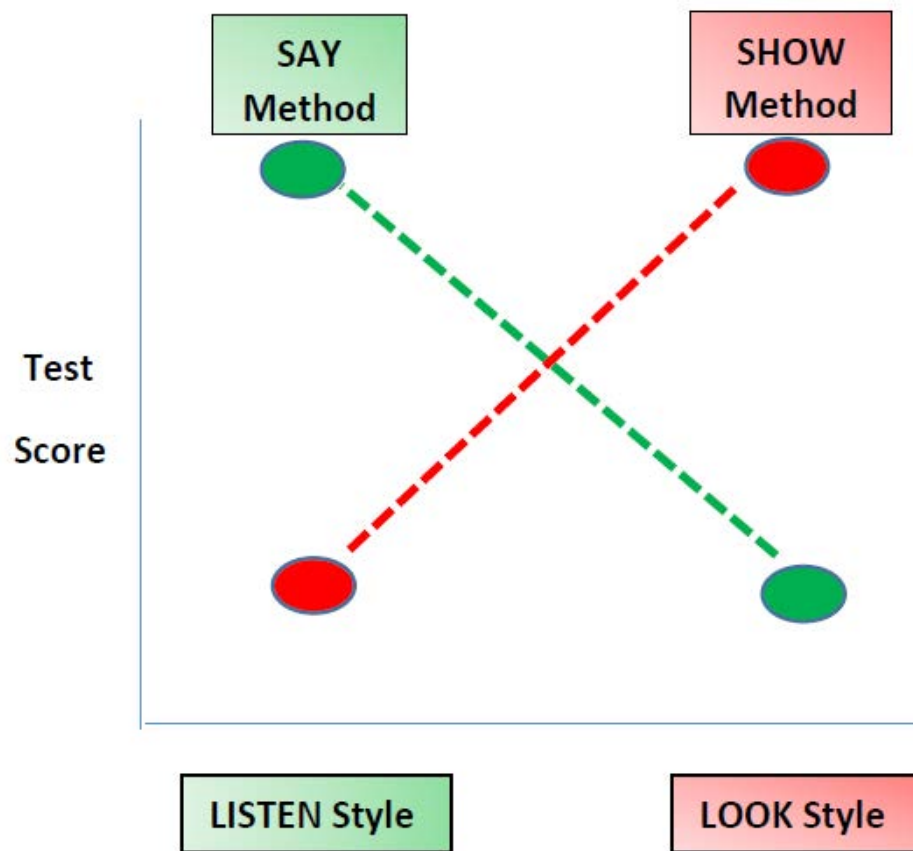 SAY
Method
SHOW
Method
Test
Score
LISTEN Style
LOOK Style